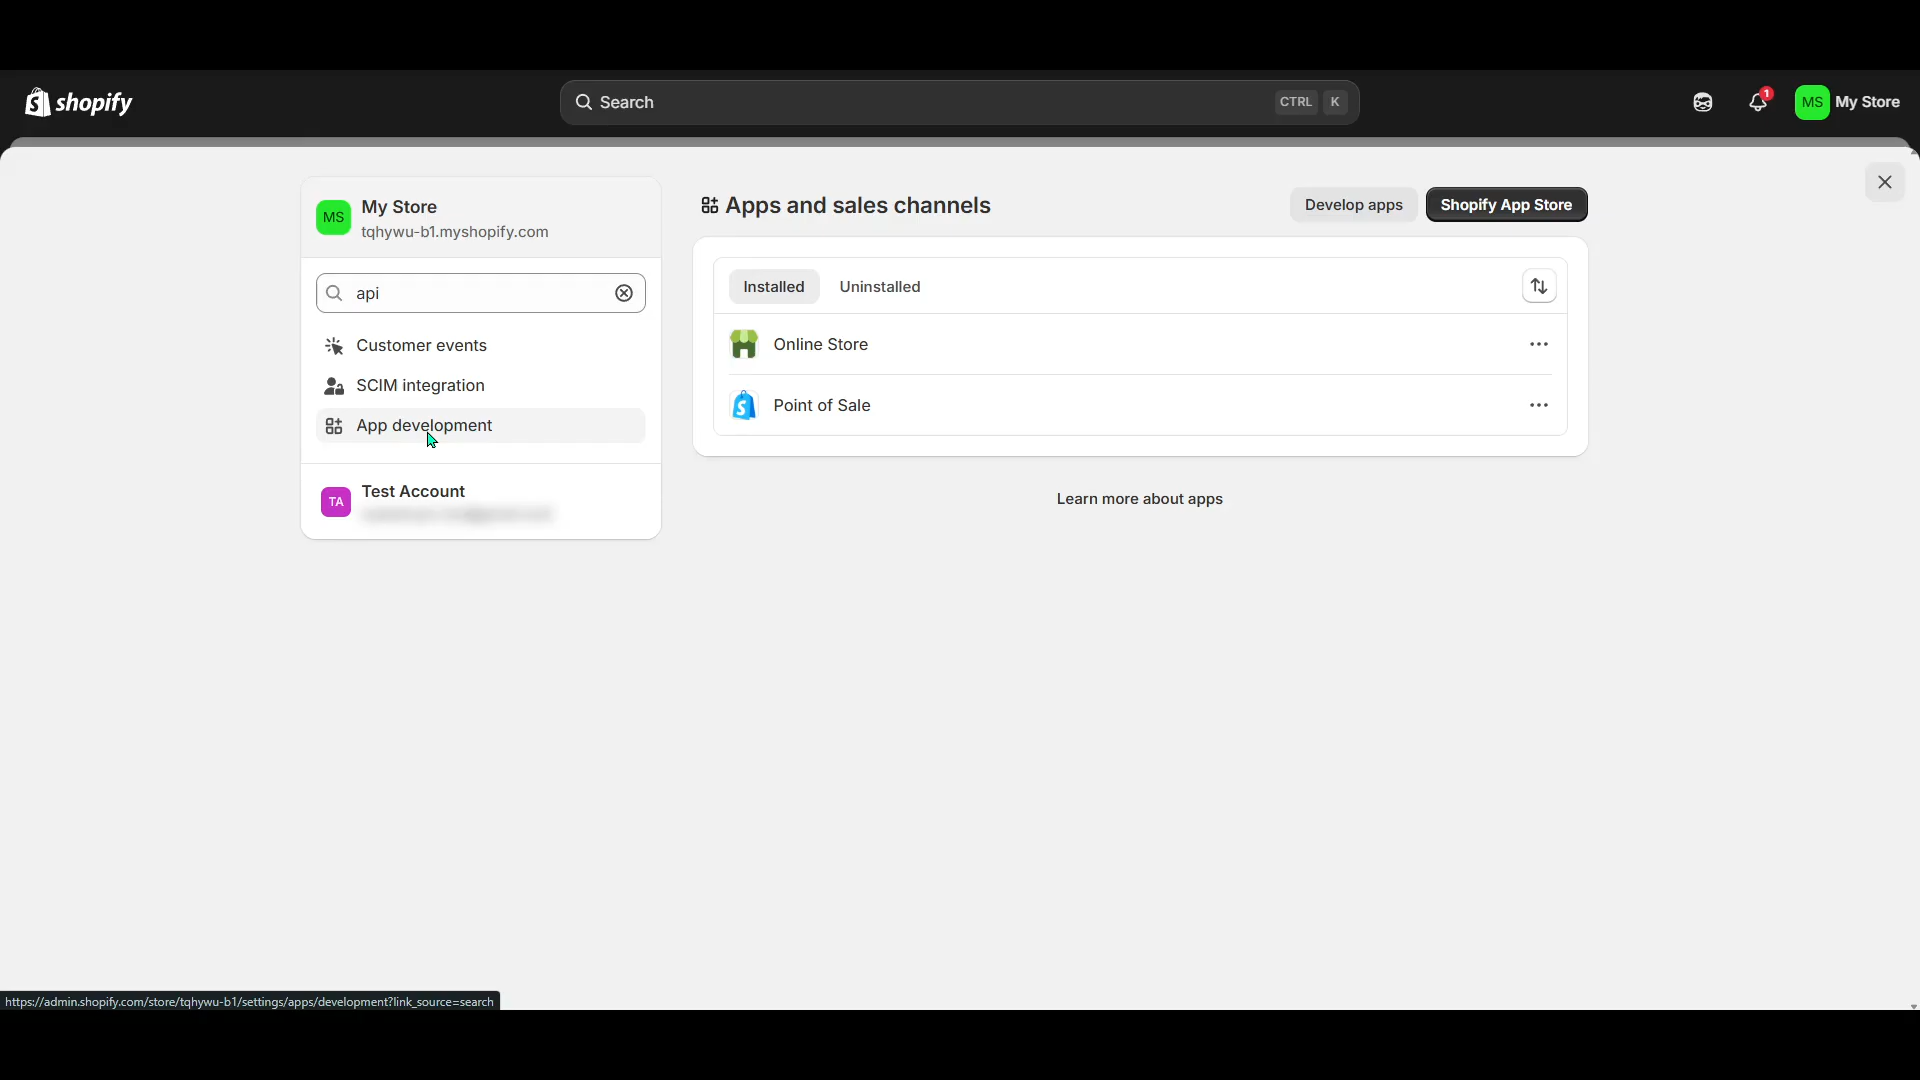 shopify
Search
CTRL K
1
MS My Store
MS
My Store
tqhywu-b1.myshopify.com
api
Customer events
SCIM integration
App development
TA
Test Account
Apps and sales channels
Develop apps
Shopify App Store
Installed
Uninstalled
Online Store
Point of Sale
Learn more about apps
https://admin.shopify.com/store/tqhywu-b1/settings/apps/development?link_source=search